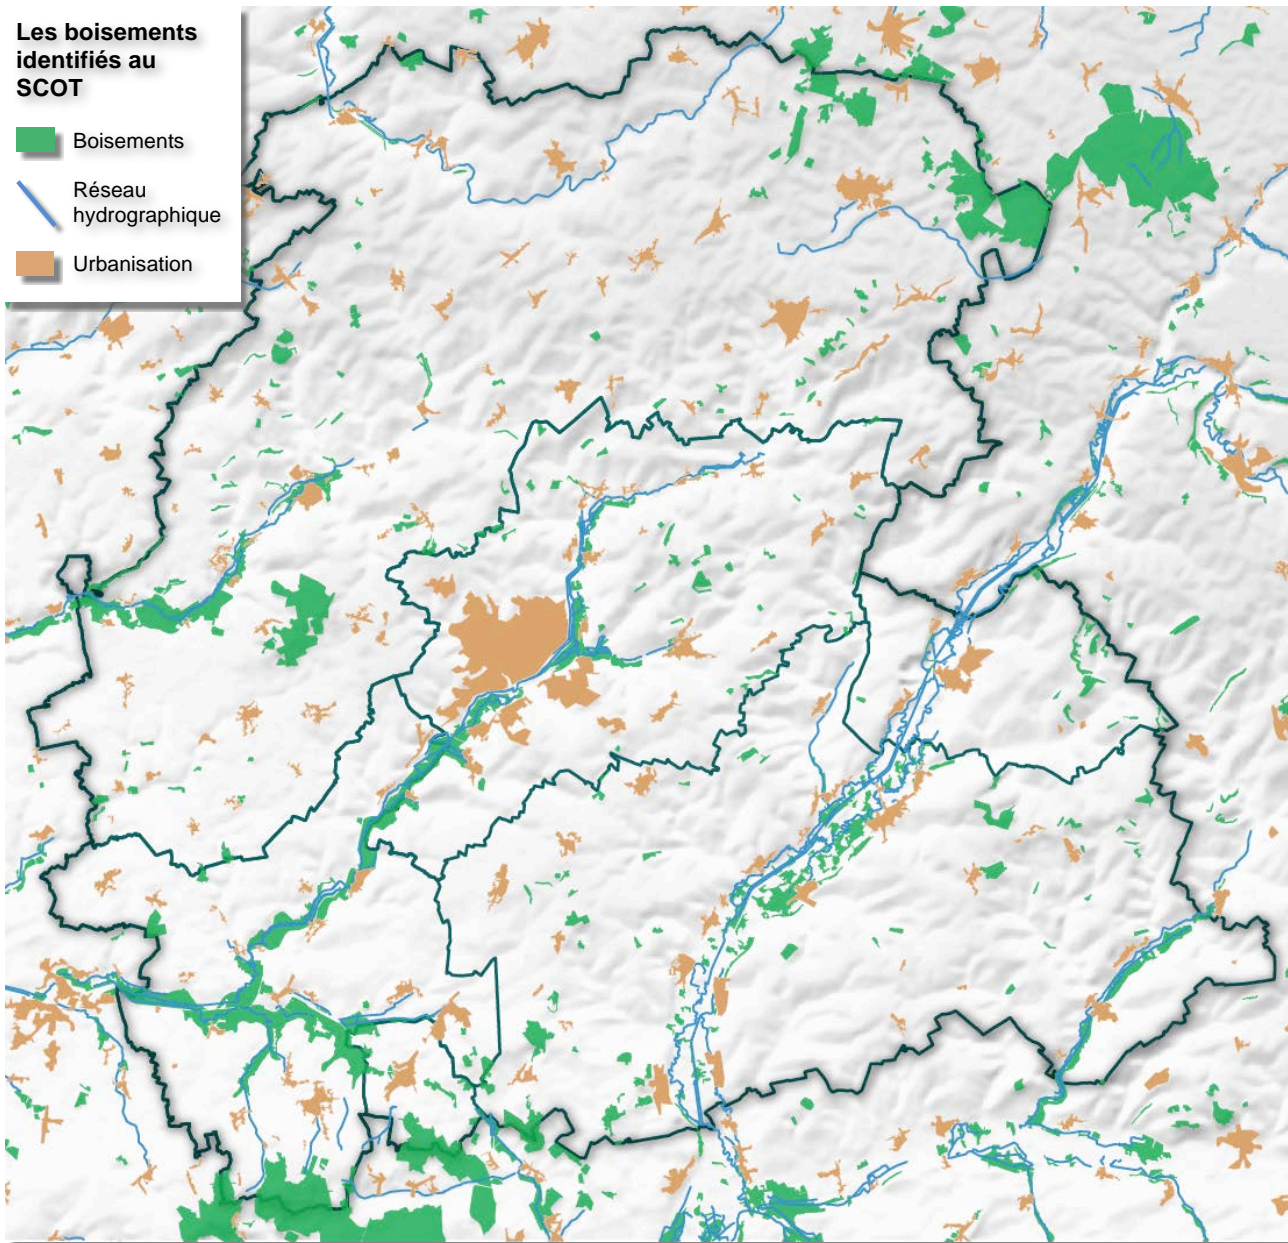 Les boisements
identifiés au
SCOT
Boisements
Réseau
hydrographique
Urbanisation